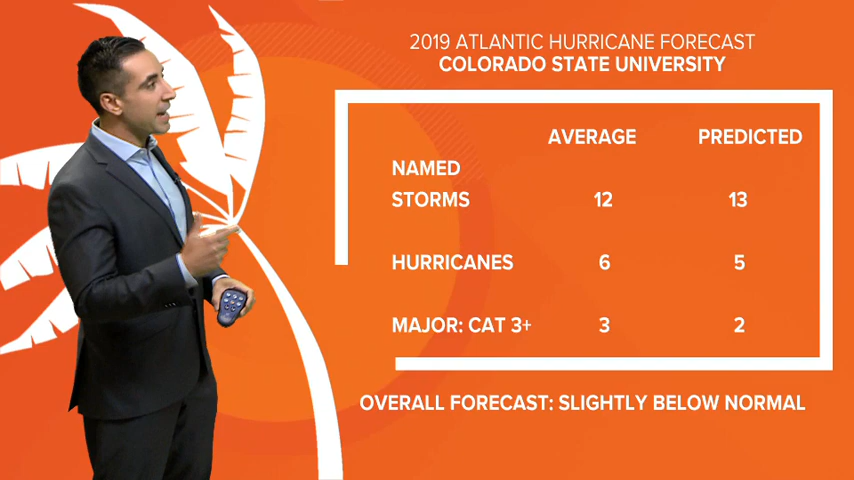 2019 ATLANTIC HURRICANE FORECAST
COLORADO STATE UNIVERSITY
AVERAGE PREDICTED
NAMED
STORMS 12 13
HURRICANES 6 5
MAJOR: CAT 3+ 3 2
OVERALL FORECAST: SLIGHTLY BELOW NORMAL